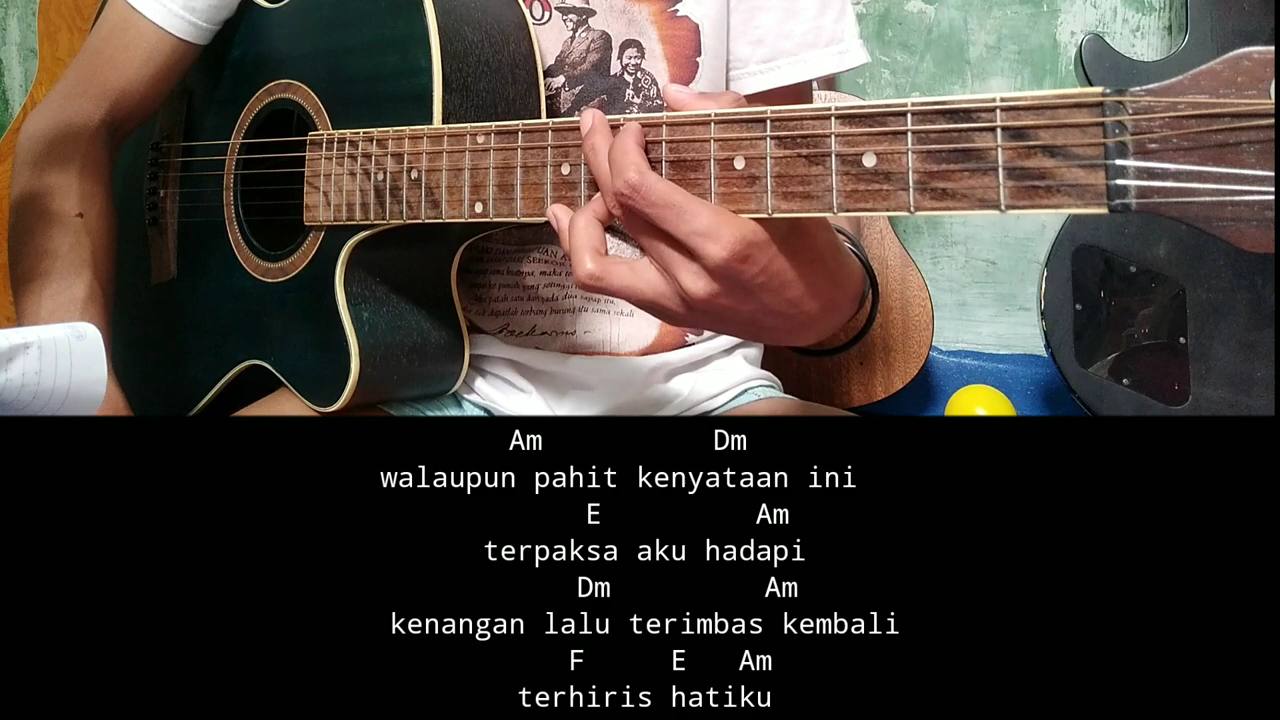 Am Dm
walaupun pahit kenyataan ini
E Am
terpaksa aku hadapi
Dm Am
kenangan lalu terimbas kembali
F E Am
terhiris hatiku